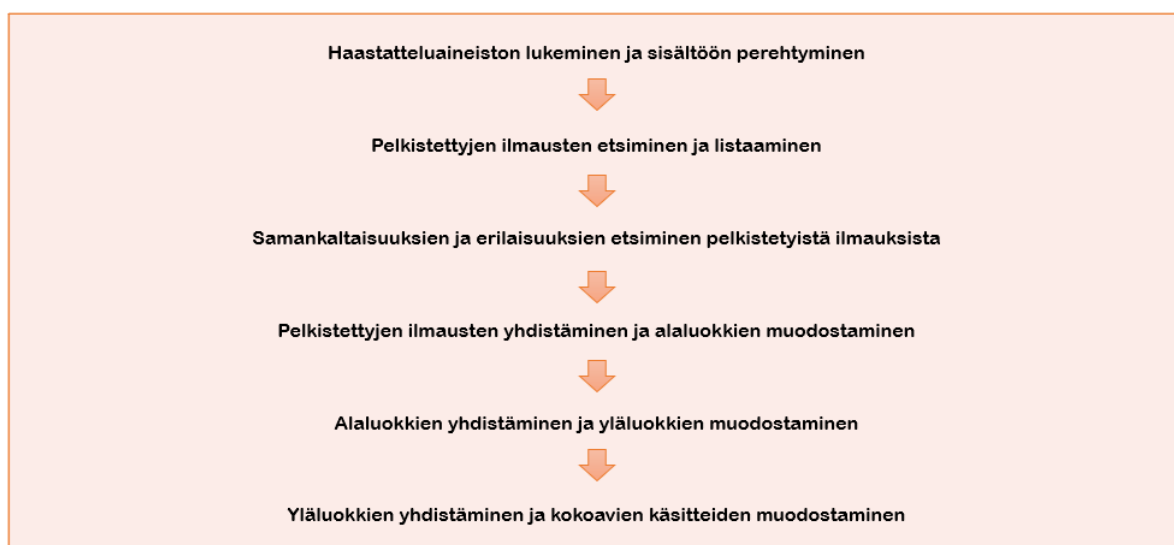 Haastatteluaineiston lukeminen ja sisältöön perehtyminen
Pelkistettyjen ilmausten etsiminen ja listaaminen
Samankaltaisuuksien ja erilaisuuksien etsiminen pelkistetyistä ilmauksista
Pelkistettyjen ilmausten yhdistäminen ja alaluokkien muodostaminen
Alaluokkien yhdistäminen ja yläluokkien muodostaminen
Yläluokkien yhdistäminen ja kokoavien käsitteiden muodostaminen